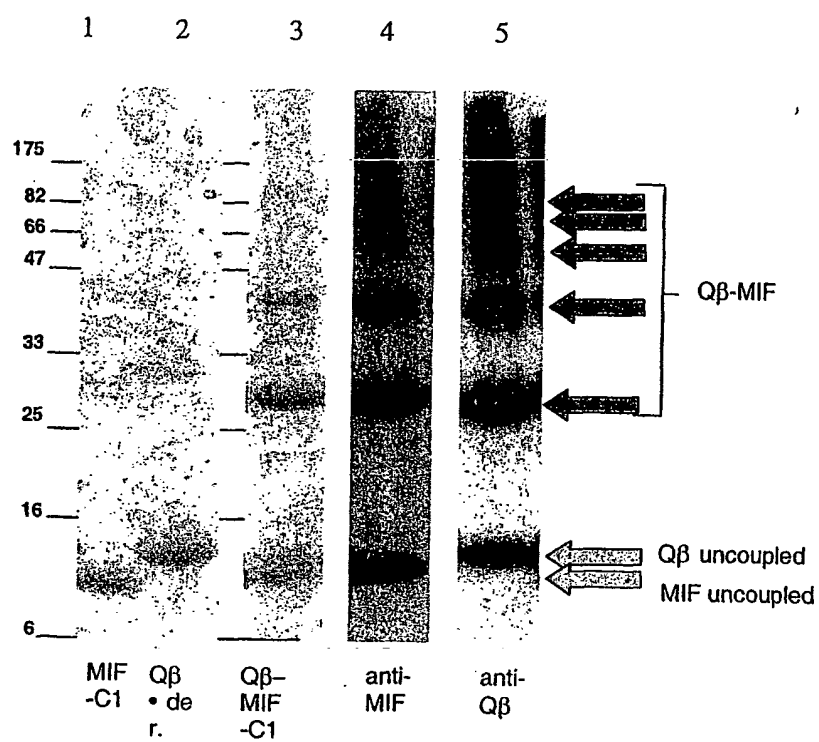 1 2 3 4 5
175
82
66
47
Qβ-MIF
33
25
16
Qβ uncoupled
MIF uncoupled
6
MIF
-C1
Qβ
• de
r.
Qβ–
MIF
-C1
anti-
MIF
anti-
Qβ